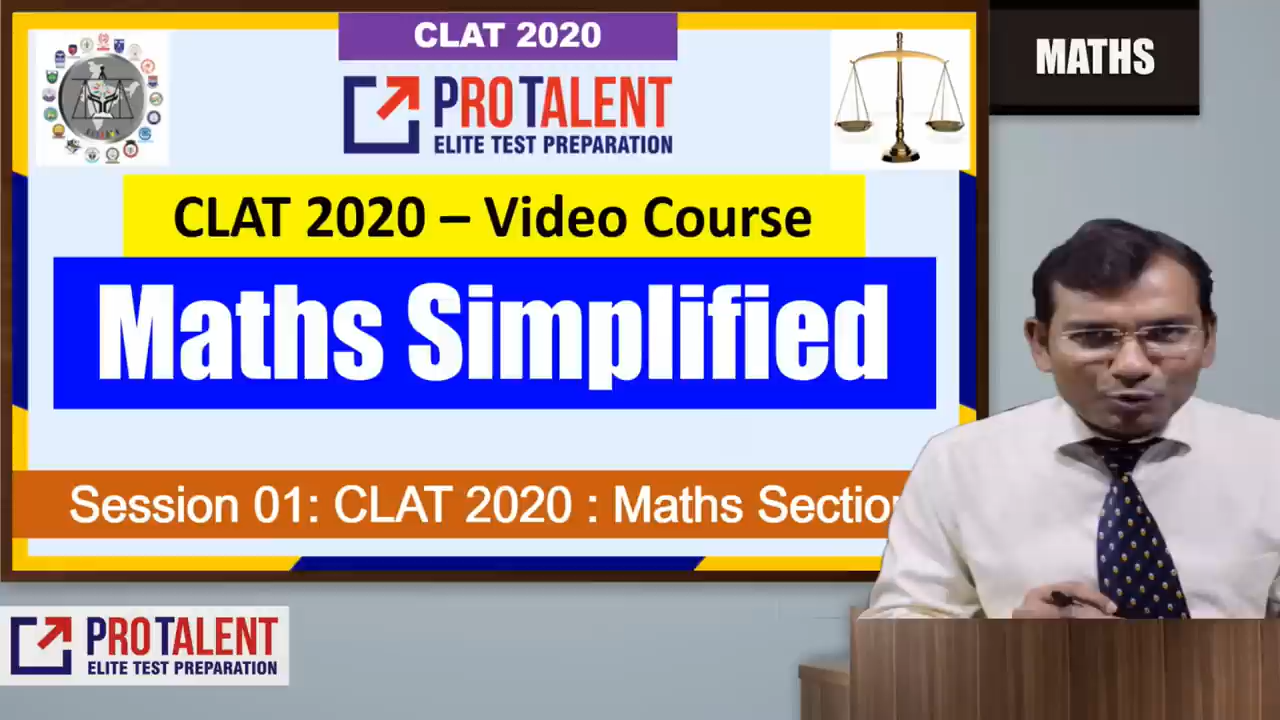 CLAT 2020
PROTALENT
ELITE TEST PREPARATION
MATHS
CLAT 2020 – Video Course
Maths Simplified
Session 01: CLAT 2020 : Maths Sectio
PROTALENT
ELITE TEST PREPARATION